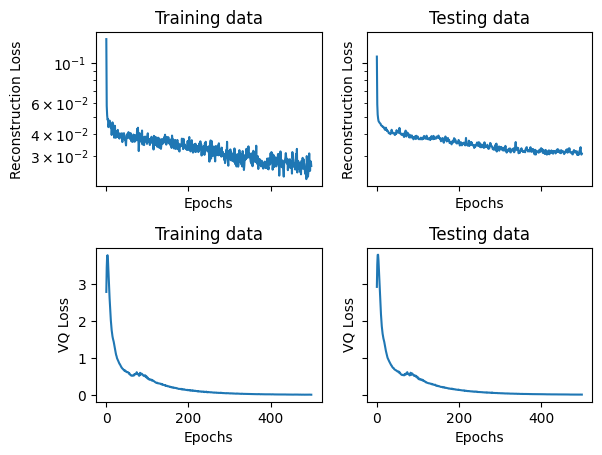 Training data
Testing data
Reconstruction Loss
10⁻¹
6 × 10⁻²
4 × 10⁻²
3 × 10⁻²
Reconstruction Loss
Epochs
Epochs
Training data
Testing data
VQ Loss
3
2
1
0
VQ Loss
0
200
400
0
200
400
Epochs
Epochs